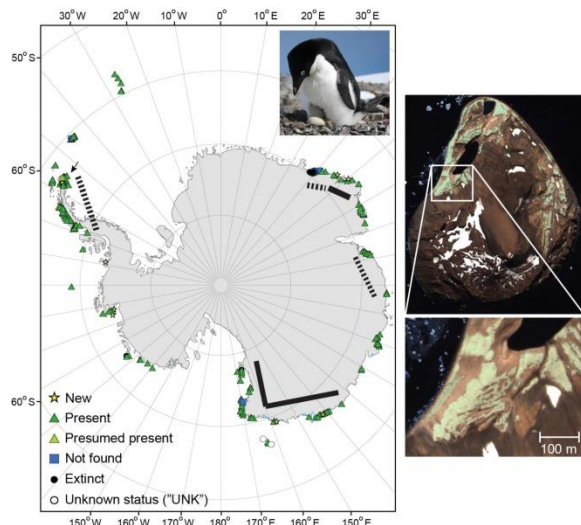 30°W 20°W 10°W 0° 10°E 20°E 30°E
50°S
60°S
60°S
50°S
New
Present
Presumed present
Not found
Extinct
Unknown status ("UNK")
150°W 160°W 170°W 180° 170°E 160°E 150°E
100 m